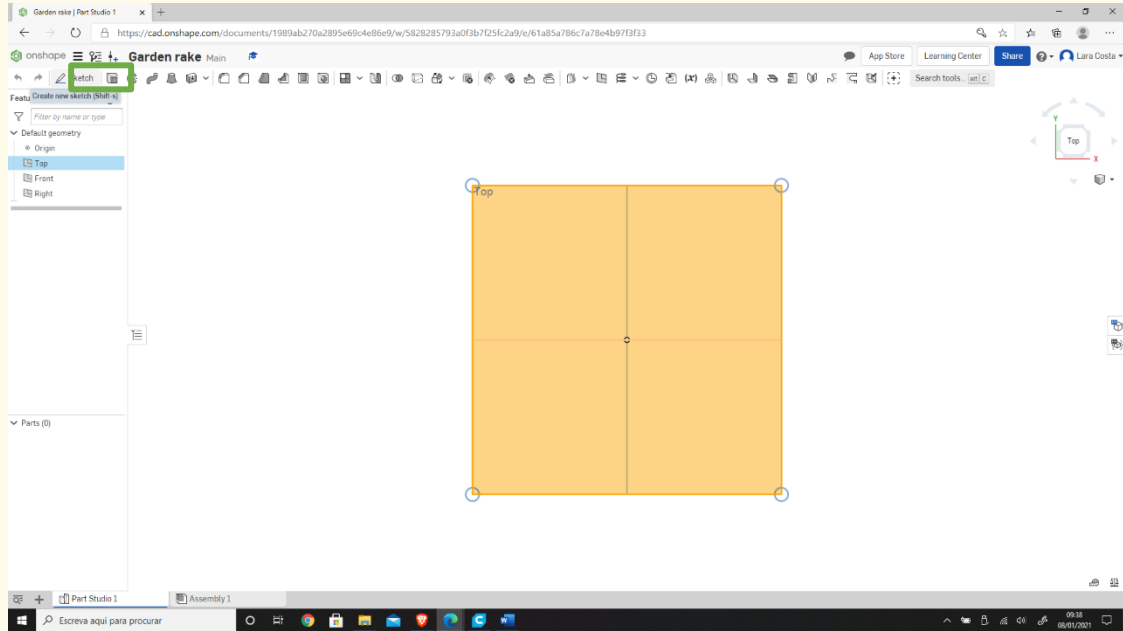 Garden rake | Part Studio 1
https://cad.onshape.com/documents/1989ab270a2895e69c4e86e9/w/5828285793a0f3b7f25fc2a9/e/61a85a786c7a78e4b97f3f33
onshape Garden rake Main App Store Learning Center Share Lara Costa
ketch Search tools... alt C
Featu Create new sketch (Shift-s)
Filter by name or type
Default geometry
Origin
Top
Front
Right
Top
Y
Top
X
Parts (0)
Part Studio 1 Assembly 1
Escreva aqui para procurar
09:38
08/01/2021